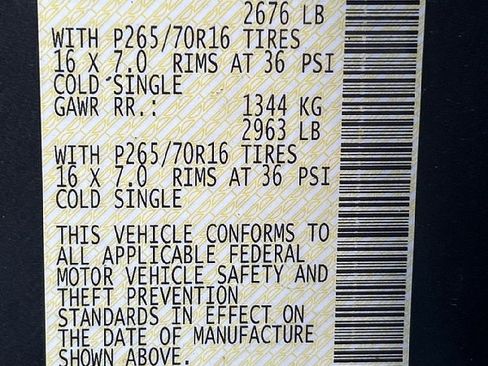 2676 LB
WITH P265/70R16 TIRES
16 X 7.0 RIMS AT 36 PSI
COLD SINGLE
GAWR RR.: 1344 KG
2963 LB
WITH P265/70R16 TIRES
16 X 7.0 RIMS AT 36 PSI
COLD SINGLE
THIS VEHICLE CONFORMS TO
ALL APPLICABLE FEDERAL
MOTOR VEHICLE SAFETY AND
THEFT PREVENTION
STANDARDS IN EFFECT ON
THE DATE OF MANUFACTURE
SHOWN ABOVE.